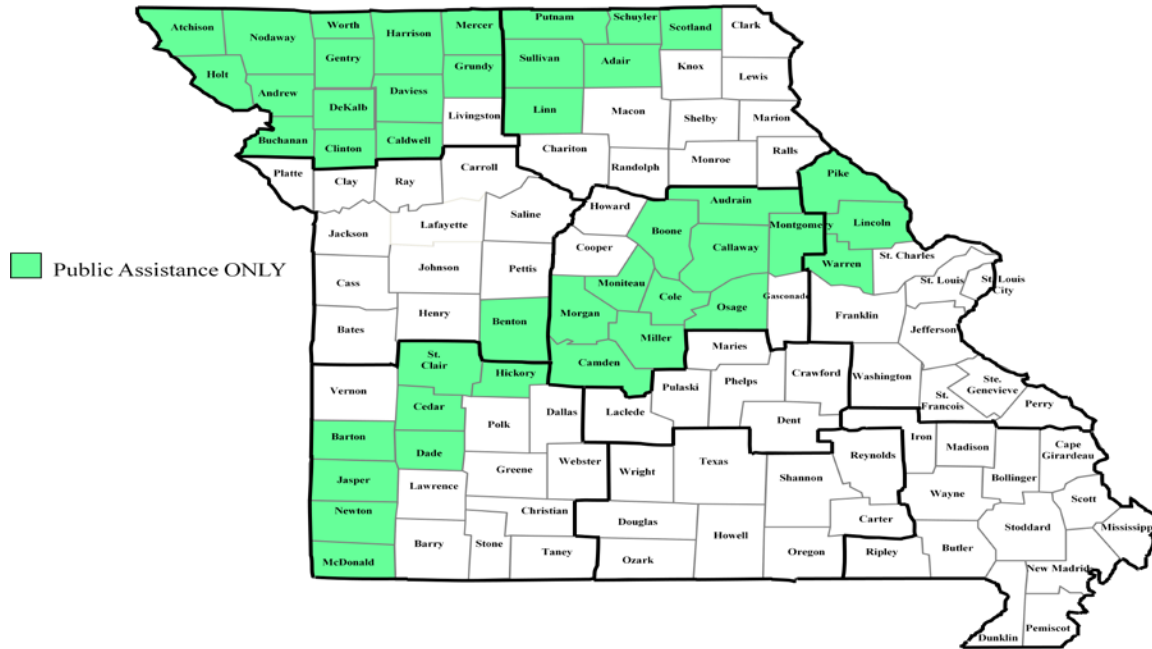 Atchison
Nodaway
Worth
Harrison
Mercer
Putnam
Schuyler
Scotland
Clark
Holt
Gentry
Grundy
Sullivan
Adair
Knox
Lewis
Andrew
DeKalb
Daviess
Livingston
Linn
Macon
Shelby
Marion
Buchanan
Clinton
Caldwell
Chariton
Randolph
Monroe
Ralls
Platte
Clay
Ray
Carroll
Pike
Howard
Audrain
Jackson
Lafayette
Saline
Boone
Montgomery
Lincoln
Cooper
Callaway
Warren
St. Charles
Public Assistance ONLY
Cass
Johnson
Pettis
Moniteau
Cole
Gasconade
St. Louis
St. Louis
City
Bates
Henry
Benton
Morgan
Osage
Franklin
Jefferson
Miller
Maries
St.
Clair
Hickory
Camden
Pulaski
Phelps
Crawford
Washington
Ste.
Genevieve
Vernon
Cedar
Polk
Dallas
Laclede
Dent
St.
Francois
Perry
Barton
Dade
Greene
Webster
Wright
Texas
Reynolds
Iron
Madison
Cape
Girardeau
Jasper
Lawrence
Shannon
Bollinger
Wayne
Scott
Newton
Christian
Douglas
Howell
Carter
Stoddard
Mississipp
McDonald
Barry
Stone
Taney
Ozark
Oregon
Ripley
Butler
New Madrid
Dunklin
Pemiscot